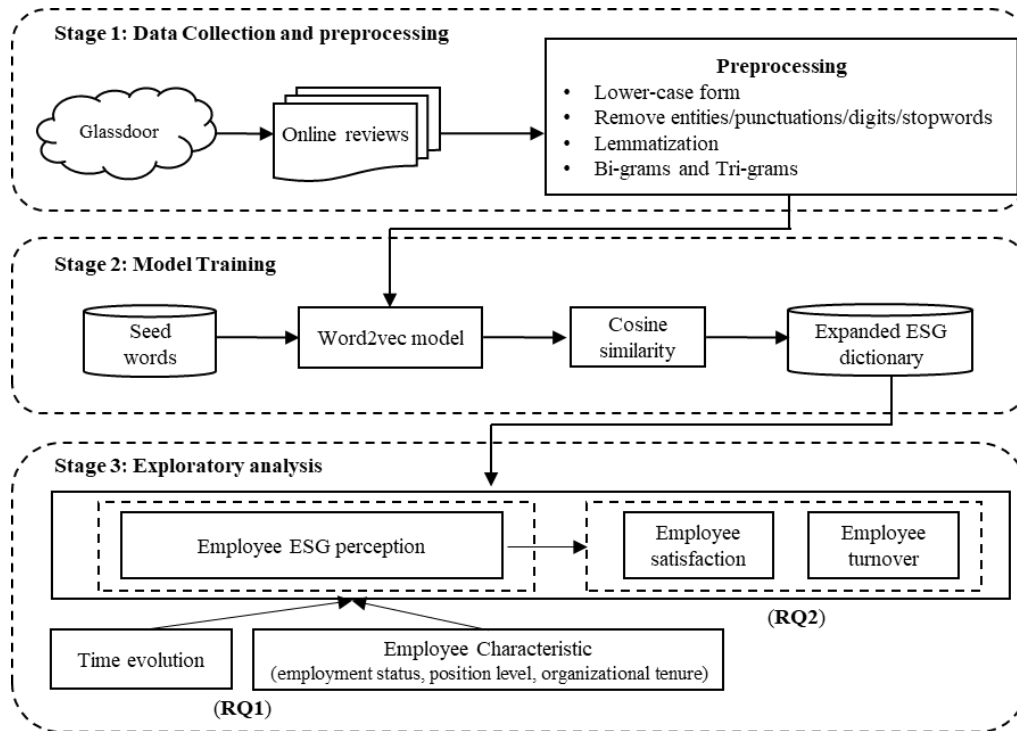 Stage 1: Data Collection and preprocessing
Glassdoor
Online reviews
Preprocessing
• Lower-case form
• Remove entities/punctuations/digits/stopwords
• Lemmatization
• Bi-grams and Tri-grams
Stage 2: Model Training
Seed
words
Word2vec model
Cosine
similarity
Expanded ESG
dictionary
Stage 3: Exploratory analysis
Employee ESG perception
Employee
satisfaction
Employee
turnover
(RQ2)
Time evolution
Employee Characteristic
(employment status, position level, organizational tenure)
(RQ1)